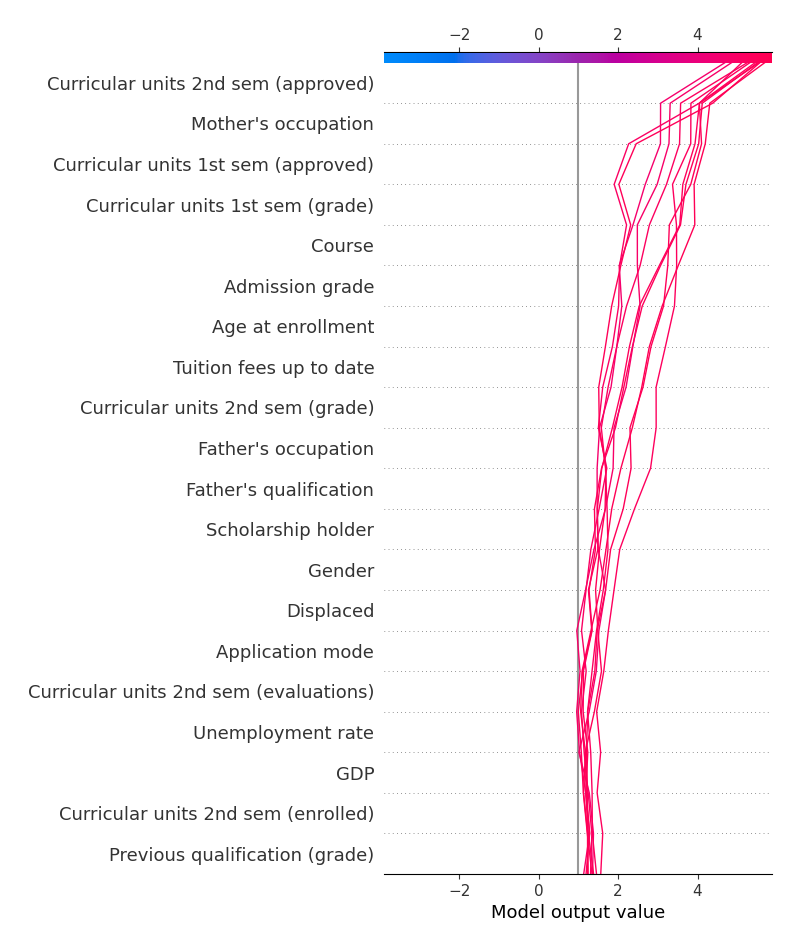 −2 0 2 4
Curricular units 2nd sem (approved)
Mother's occupation
Curricular units 1st sem (approved)
Curricular units 1st sem (grade)
Course
Admission grade
Age at enrollment
Tuition fees up to date
Curricular units 2nd sem (grade)
Father's occupation
Father's qualification
Scholarship holder
Gender
Displaced
Application mode
Curricular units 2nd sem (evaluations)
Unemployment rate
GDP
Curricular units 2nd sem (enrolled)
Previous qualification (grade)
−2 0 2 4
Model output value